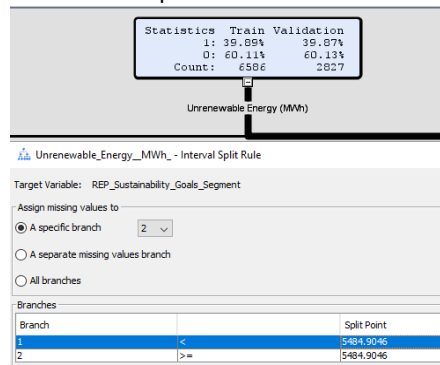 Statistics Train Validation
1: 39.89% 39.87%
0: 60.11% 60.13%
Count: 6586 2827
Unrenewable Energy (MWh)
Unrenewable_Energy__MWh_ - Interval Split Rule
Target Variable: REP_Sustainability_Goals_Segment
Assign missing values to
A specific branch 2
A separate missing values branch
All branches
Branches
Branch Split Point
1 < 5484.9046
2 >= 5484.9046